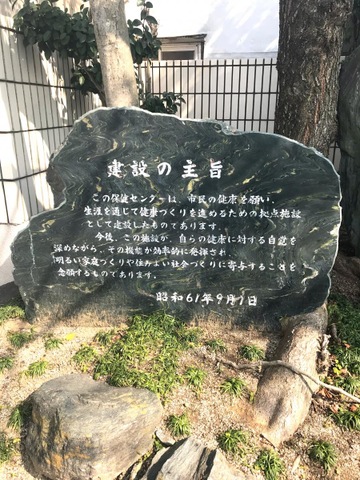 建設の主旨
この保健センターは、市民の健康を願い、
生涯を通じて健康づくりを進めるための拠点施設
として建設したものであります。
今後、この施設が、自らの健康に対する自覚を
深めながら、その機能が効率的に発揮され、
明るい家庭づくりや住みよい社会づくりに寄与することを
念願するものであります。
昭和61年9月1日